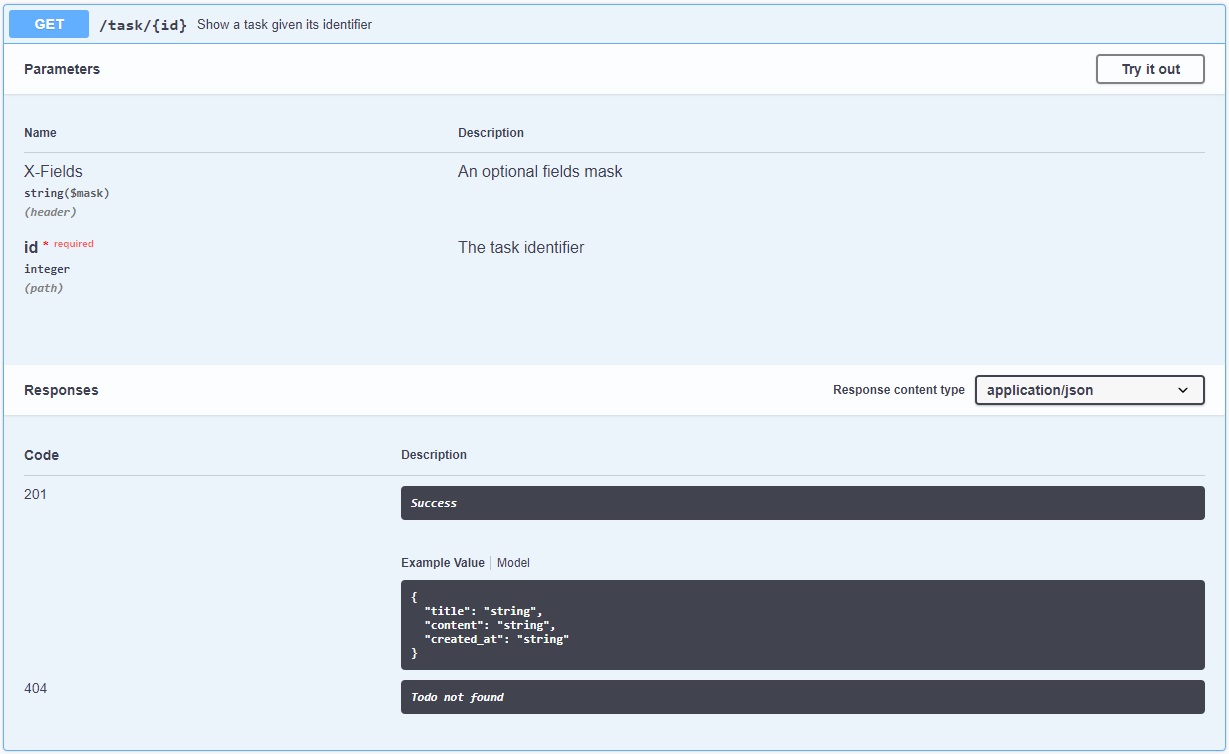 GET /task/{id} Show a task given its identifier
Parameters Try it out
Name Description
X-Fields An optional fields mask
string($mask)
(header)
id * required The task identifier
integer
(path)
Responses Response content type application/json
Code Description
201 Success
Example Value Model
{
"title": "string",
"content": "string",
"created_at": "string"
}
404 Todo not found